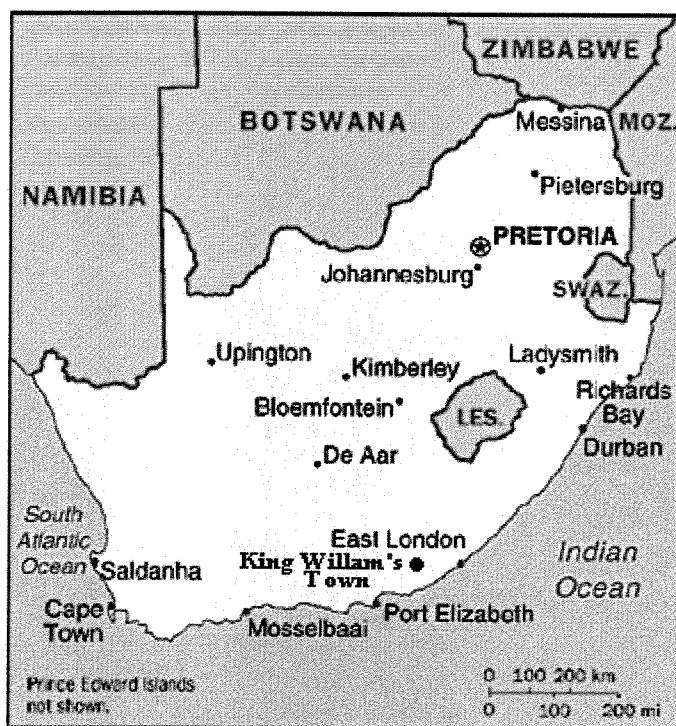 ZIMBABWE
BOTSWANA
Messina
MOZ.
NAMIBIA
Pietersburg
PRETORIA
Johannesburg
SWAZ.
Upington
Kimberley
Ladysmith
Bloemfontein
LES.
Richards
Bay
Durban
De Aar
South
Atlantic
Ocean
East London
Indian
Ocean
King Willam's
Town
Saldanha
Cape
Town
Mosselbaai
Port Elizabeth
Prince Edward Islands
not shown.
0 100 200 km
0 100 200 mi